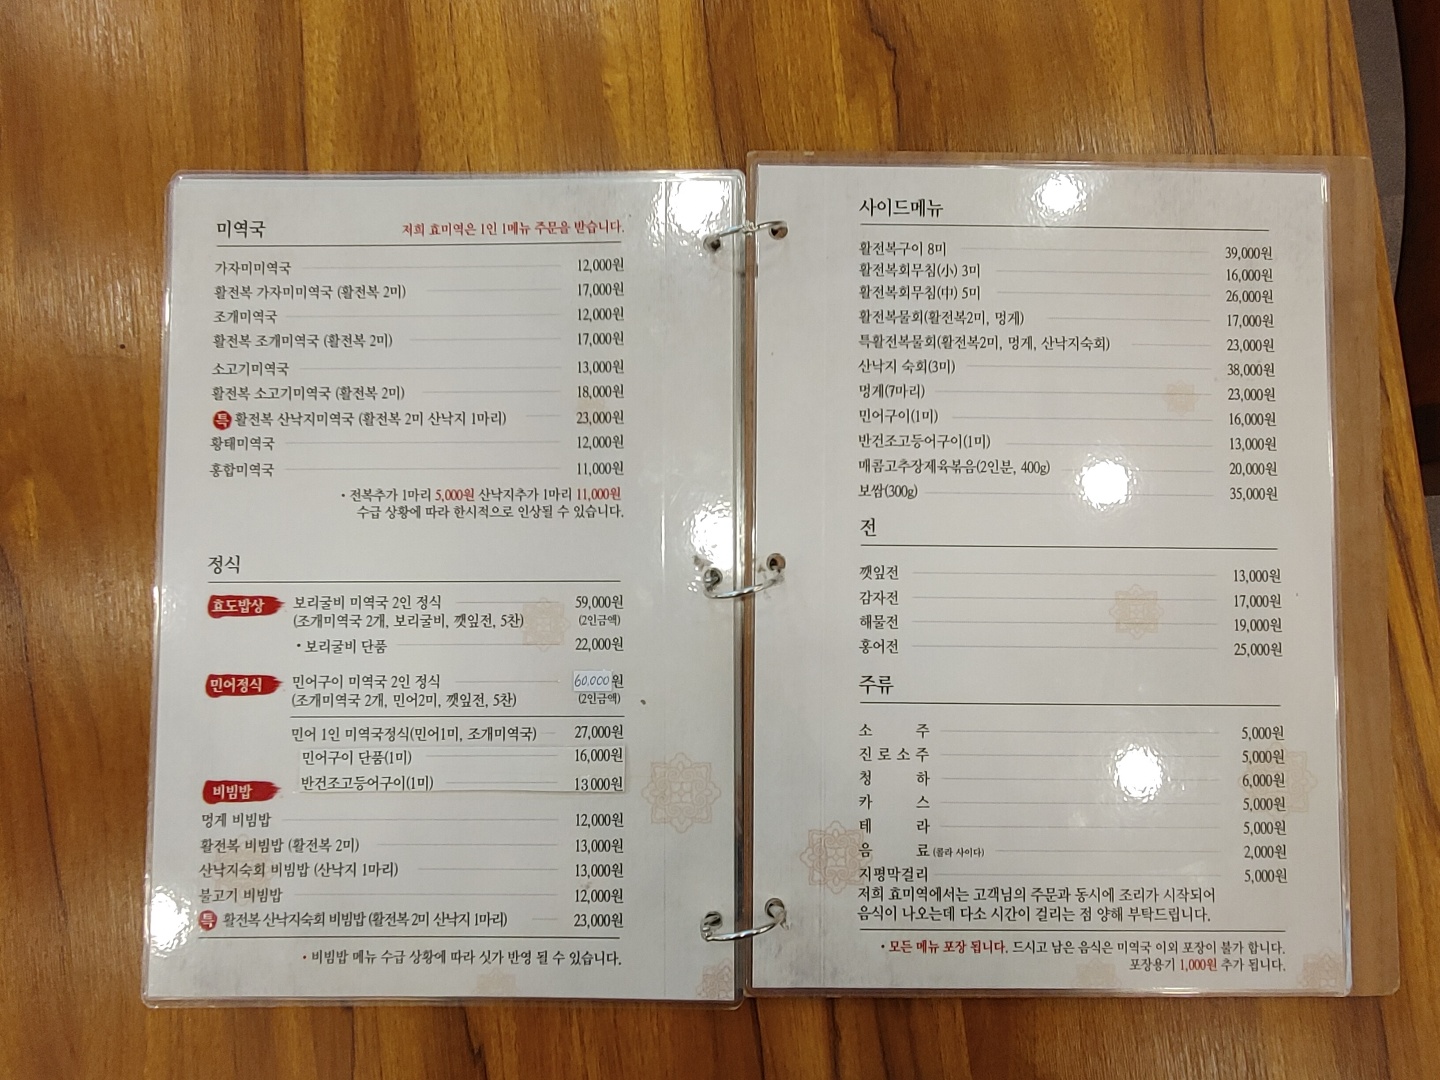 미역국 저희 효미역은 1인 1메뉴 주문을 받습니다.
가자미미역국 12,000원
활전복 가자미미역국 (활전복 2미) 17,000원
조개미역국 12,000원
활전복 조개미역국 (활전복 2미) 17,000원
소고기미역국 13,000원
활전복 소고기미역국 (활전복 2미) 18,000원
특 활전복 산낙지미역국 (활전복 2미 산낙지 1마리) 23,000원
황태미역국 12,000원
홍합미역국 11,000원
• 전복추가 1마리 5,000원 산낙지추가 1마리 11,000원
수급 상황에 따라 한시적으로 인상될 수 있습니다.
정식
효도밥상 보리굴비 미역국 2인 정식 59,000원
(조개미역국 2개, 보리굴비, 깻잎전, 5찬) (2인금액)
• 보리굴비 단품 22,000원
민어정식 민어구이 미역국 2인 정식 60,000원
(조개미역국 2개, 민어2미, 깻잎전, 5찬) (2인금액)
민어 1인 미역국정식(민어1미, 조개미역국) 27,000원
민어구이 단품(1미) 16,000원
반건조고등어구이(1미) 13 000원
비빔밥
멍게 비빔밥 12,000원
활전복 비빔밥 (활전복 2미) 13,000원
산낙지숙회 비빔밥 (산낙지 1마리) 13,000원
불고기 비빔밥 12,000원
특 활전복 산낙지숙회 비빔밥 (활전복 2미 산낙지 1마리) 23,000원
• 비빔밥 메뉴 수급 상황에 따라 싯가 반영 될 수 있습니다.
사이드메뉴
활전복구이 8미 39,000원
활전복회무침(小) 3미 16,000원
활전복회무침(中) 5미 26,000원
활전복물회(활전복2미, 멍게) 17,000원
특활전복물회(활전복2미, 멍게, 산낙지숙회) 23,000원
산낙지 숙회(3미) 38,000원
멍게(7마리) 23,000원
민어구이(1미) 16,000원
반건조고등어구이(1미) 13,000원
매콤고추장제육볶음(2인분, 400g) 20,000원
보쌈(300g) 35,000원
전
깻잎전 13,000원
감자전 17,000원
해물전 19,000원
홍어전 25,000원
주류
소 주 5,000원
진 로 소 주 5,000원
청 하 6,000원
카 스 5,000원
테 라 5,000원
음 료 (콜라 사이다) 2,000원
지평막걸리 5,000원
저희 효미역에서는 고객님의 주문과 동시에 조리가 시작되어
음식이 나오는데 다소 시간이 걸리는 점 양해 부탁드립니다.
• 모든 메뉴 포장 됩니다. 드시고 남은 음식은 미역국 이외 포장이 불가 합니다.
포장용기 1,000원 추가 됩니다.